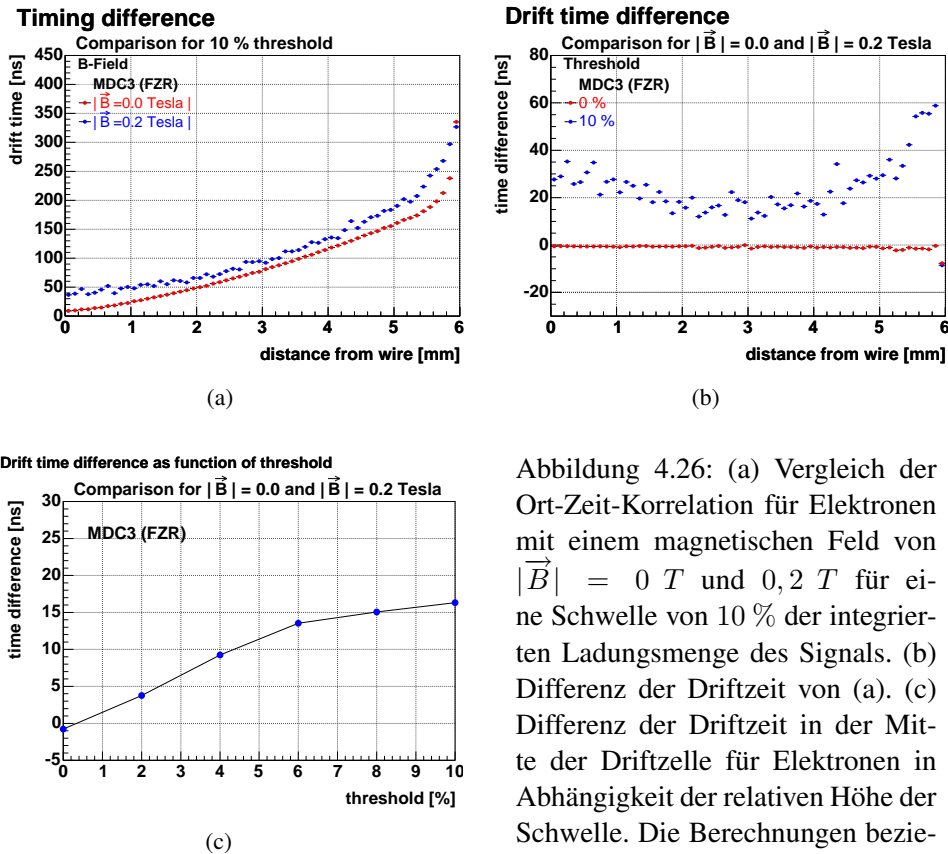 Timing difference
Comparison for 10 % threshold
drift time [ns]
450
400
350
300
250
200
150
100
50
0
B-Field
MDC3 (FZR)
| B =0.0 Tesla |
| B =0.2 Tesla |
0 1 2 3 4 5 6
distance from wire [mm]
(a)
Drift time difference
Comparison for | B | = 0.0 and | B | = 0.2 Tesla
time difference [ns]
80
60
40
20
0
-20
Threshold
MDC3 (FZR)
0 %
10 %
0 1 2 3 4 5 6
distance from wire [mm]
(b)
Drift time difference as function of threshold
Comparison for | B | = 0.0 and | B | = 0.2 Tesla
time difference [ns]
30
25
20
15
10
5
0
-5
MDC3 (FZR)
0 1 2 3 4 5 6 7 8 9 10
threshold [%]
(c)
Abbildung 4.26: (a) Vergleich der
Ort-Zeit-Korrelation für Elektronen
mit einem magnetischen Feld von
|B| = 0 T und 0, 2 T für ei-
ne Schwelle von 10 % der integrier-
ten Ladungsmenge des Signals. (b)
Differenz der Driftzeit von (a). (c)
Differenz der Driftzeit in der Mit-
te der Driftzelle für Elektronen in
Abhängigkeit der relativen Höhe der
Schwelle. Die Berechnungen bezie-